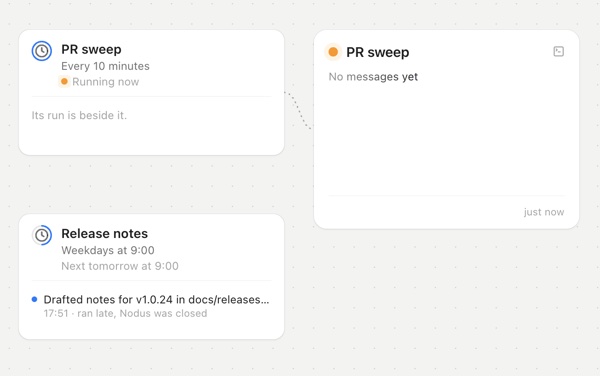 PR sweep
Every 10 minutes
Running now
Its run is beside it.
PR sweep
No messages yet
just now
Release notes
Weekdays at 9:00
Next tomorrow at 9:00
Drafted notes for v1.0.24 in docs/releases...
17:51 · ran late, Nodus was closed